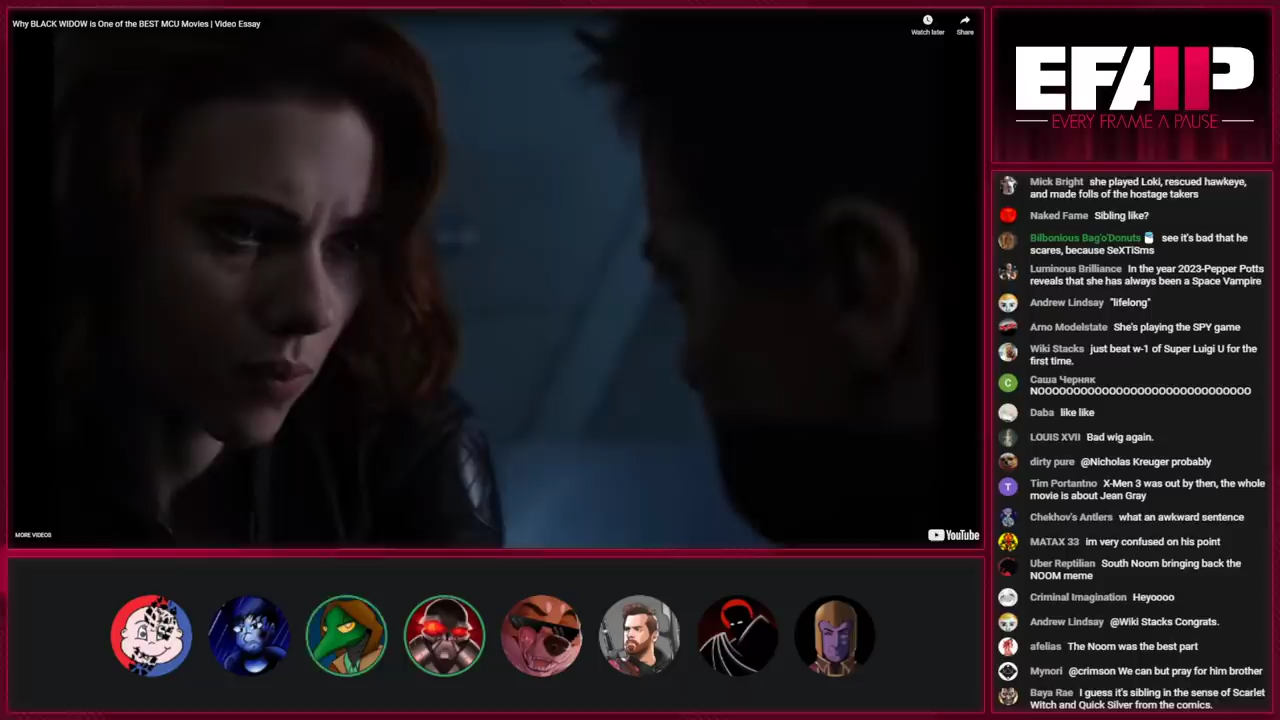 Why BLACK WIDOW is One of the BEST MCU Movies | Video Essay
Watch later
Share
MORE VIDEOS
YouTube
EFAP
EVERY FRAME A PAUSE
Mick Bright she played Loki, rescued hawkeye,
and made folls of the hostage takers
Naked Fame Sibling like?
Bilbonious Bag'o'Donuts see it's bad that he
scares, because SeXTiSms
Luminous Brilliance In the year 2023-Pepper Potts
reveals that she has always been a Space Vampire
Andrew Lindsay "lifelong"
Arno Modelstate She's playing the SPY game
Wiki Stacks just beat w-1 of Super Luigi U for the
first time.
С
Саша Черняк
NOOOOOOOOOOOOOOOOOOOOOOOOOOOOO
Daba like like
LOUIS XVII Bad wig again.
dirty pure @Nicholas Kreuger probably
T
Tim Portantno X-Men 3 was out by then, the whole
movie is about Jean Gray
Chekhov's Antlers what an awkward sentence
MATAX 33 im very confused on his point
Uber Reptilian South Noom bringing back the
NOOM meme
Criminal Imagination Heyoooo
Andrew Lindsay @Wiki Stacks Congrats.
afelias The Noom was the best part
Mynori @crimson We can but pray for him brother
Baya Rae I guess it's sibling in the sense of Scarlet
Witch and Quick Silver from the comics.